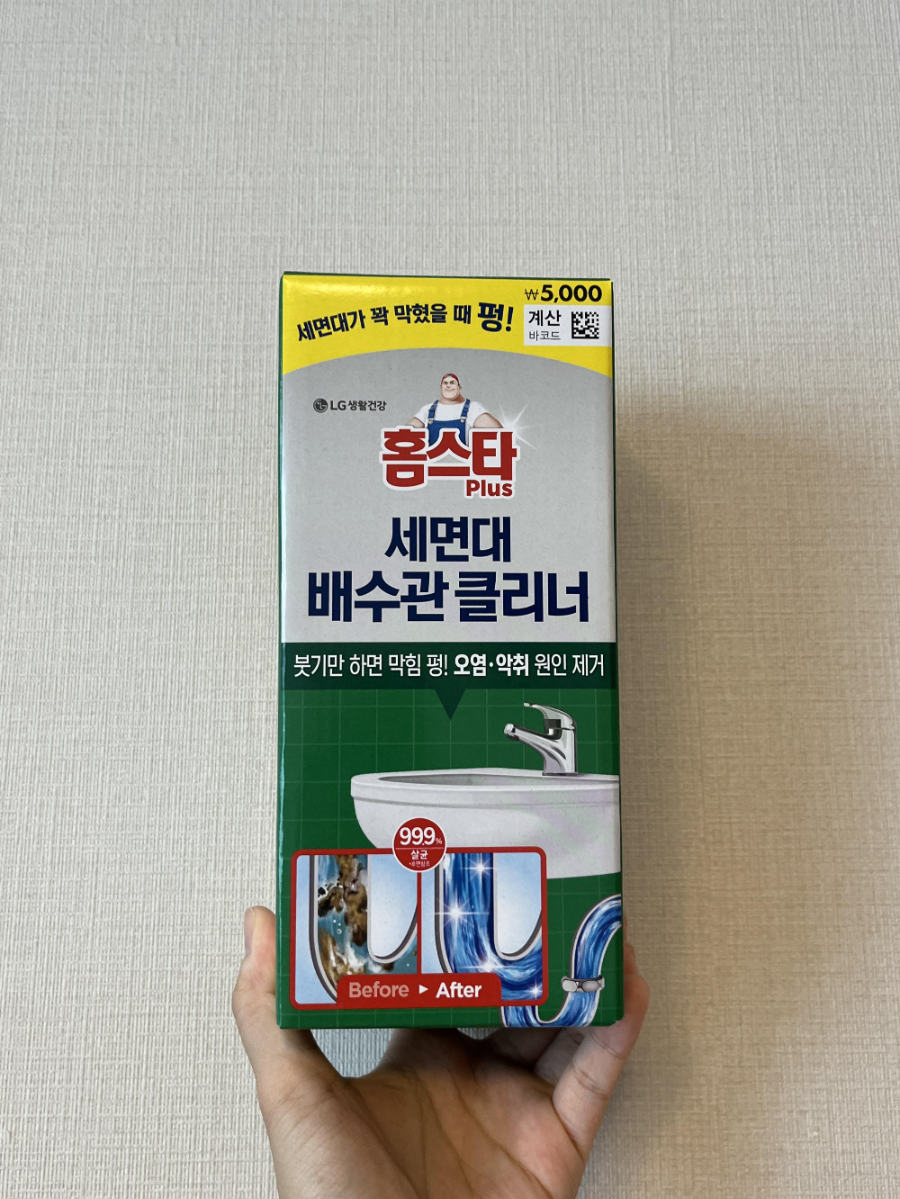 세면대가 꽉 막혔을 때 펑!
₩5,000
계산
바코드
LG생활건강
홈스타
Plus
세면대
배수관 클리너
붓기만 하면 막힘 펑! 오염·악취 원인 제거
99.9%
살균
Before ▶ After